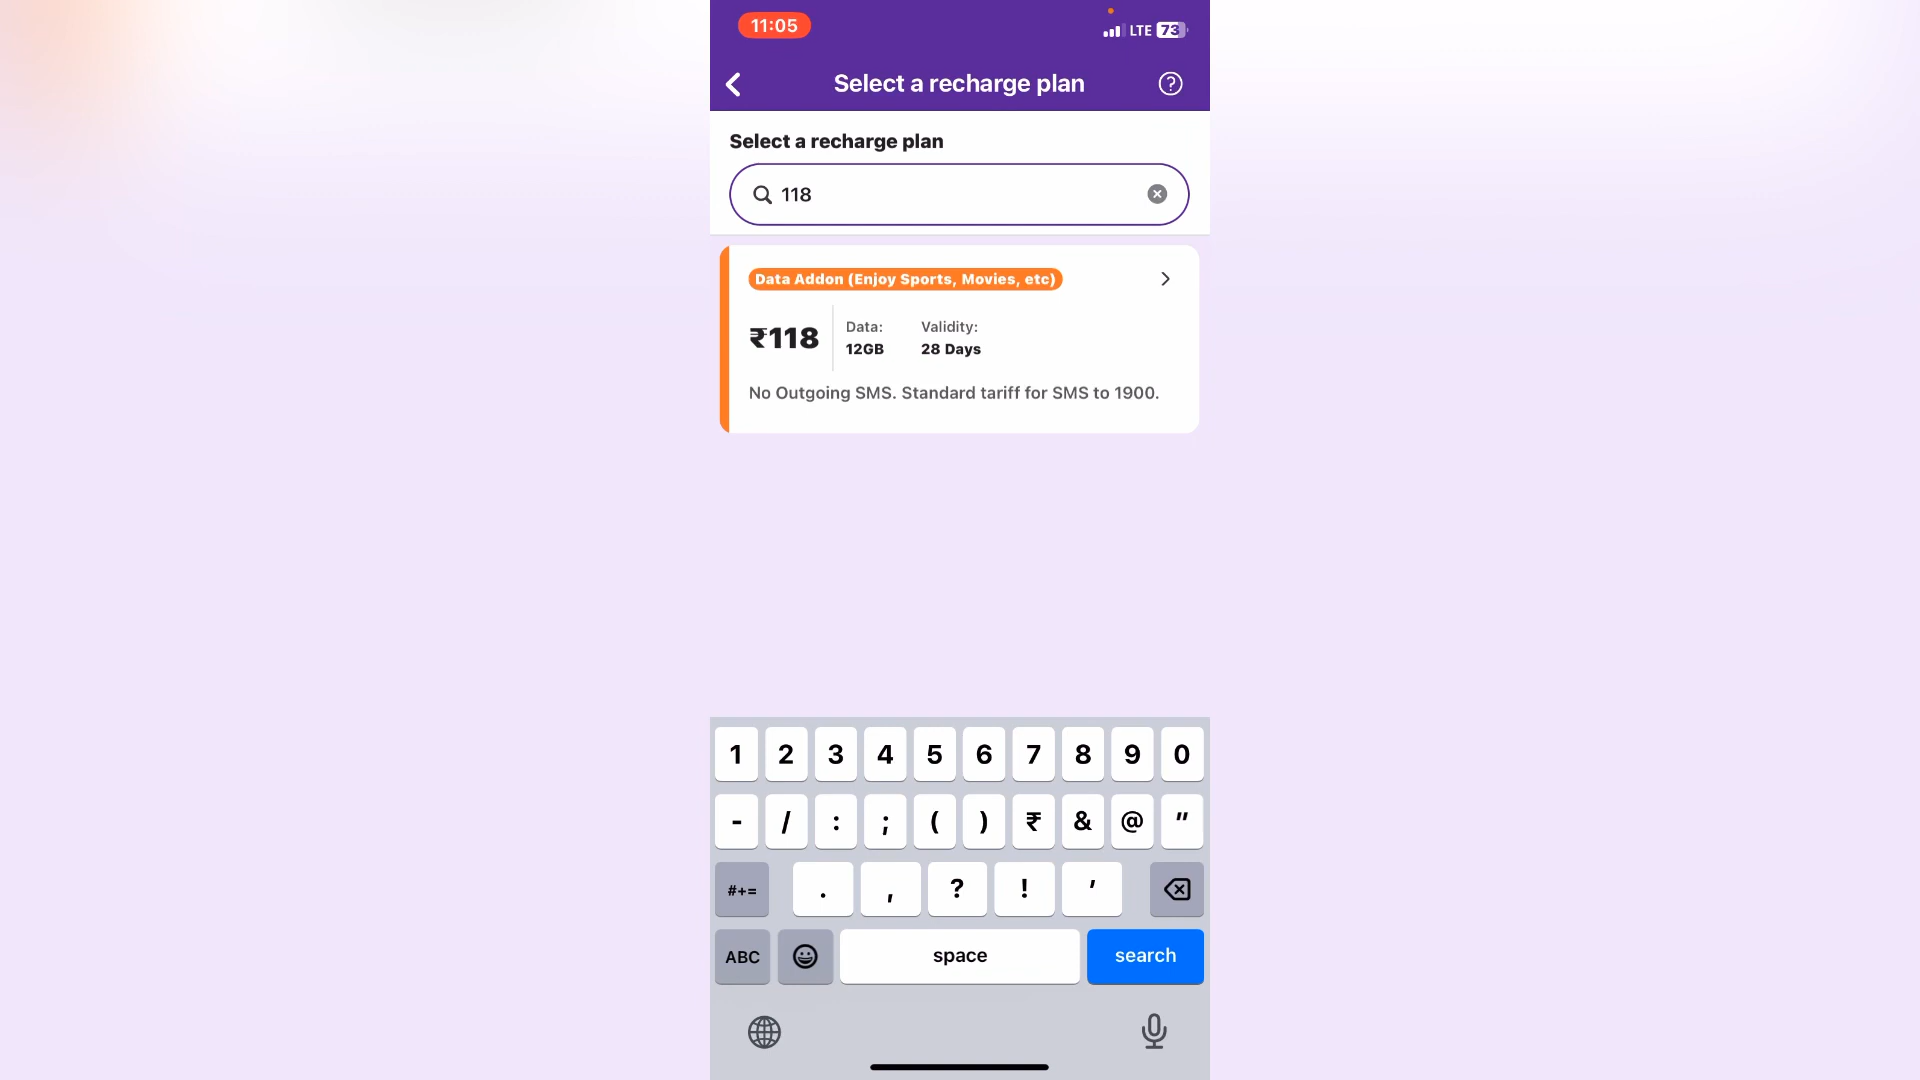 11:05
LTE 73
Select a recharge plan
Select a recharge plan
118
Data Addon (Enjoy Sports, Movies, etc)
₹118
Data: Validity:
12GB 28 Days
No Outgoing SMS. Standard tariff for SMS to 1900.
1 2 3 4 5 6 7 8 9 0
- / : ; ( ) ₹ & @ "
#+= . , ? ! '
ABC space search